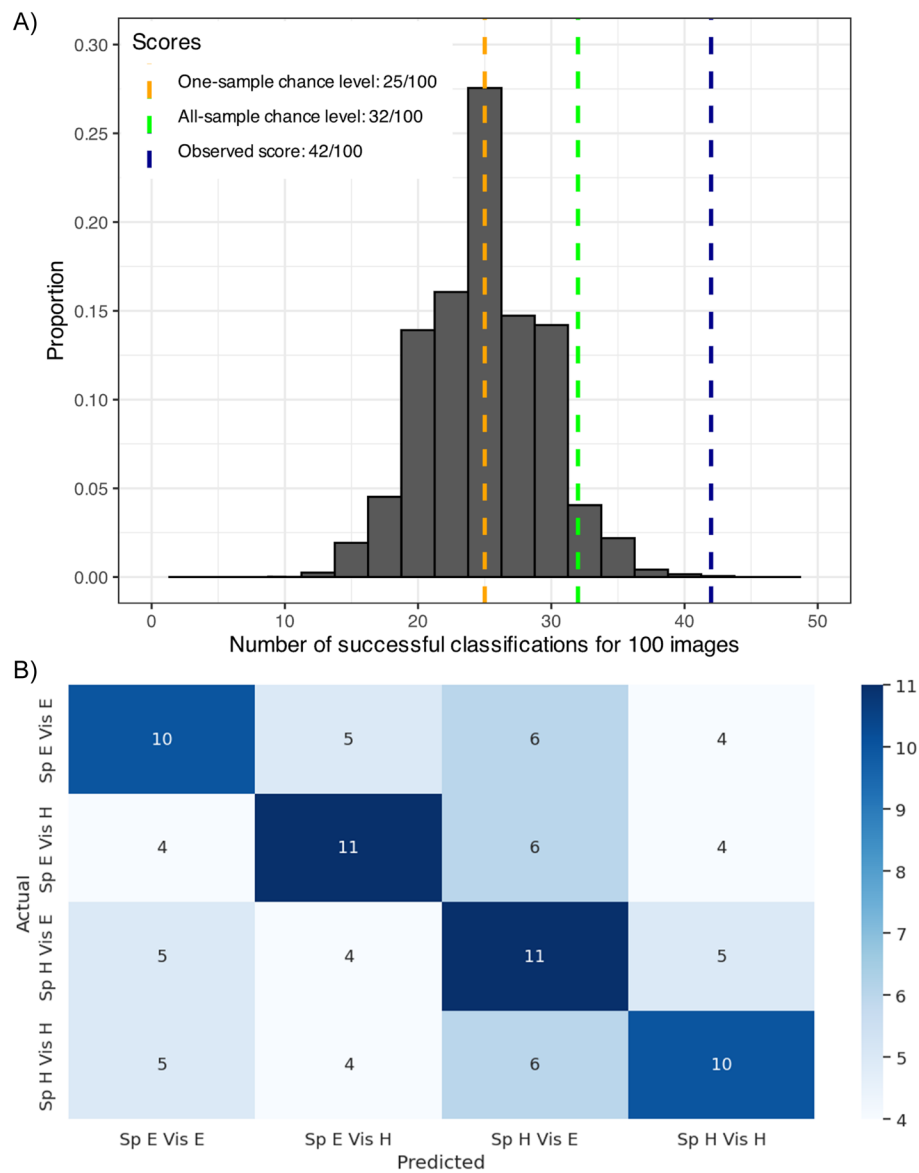 A)
Scores
One-sample chance level: 25/100
All-sample chance level: 32/100
Observed score: 42/100
0.30
0.25
0.20
0.15
0.10
0.05
0.00
Proportion
0 10 20 30 40 50
Number of successful classifications for 100 images
B)
Actual
Sp E Vis E
10 5 6 4
Sp E Vis H
4 11 6 4
Sp H Vis E
5 4 11 5
Sp H Vis H
5 4 6 10
Sp E Vis E Sp E Vis H Sp H Vis E Sp H Vis H
Predicted
11
10
9
8
7
6
5
4